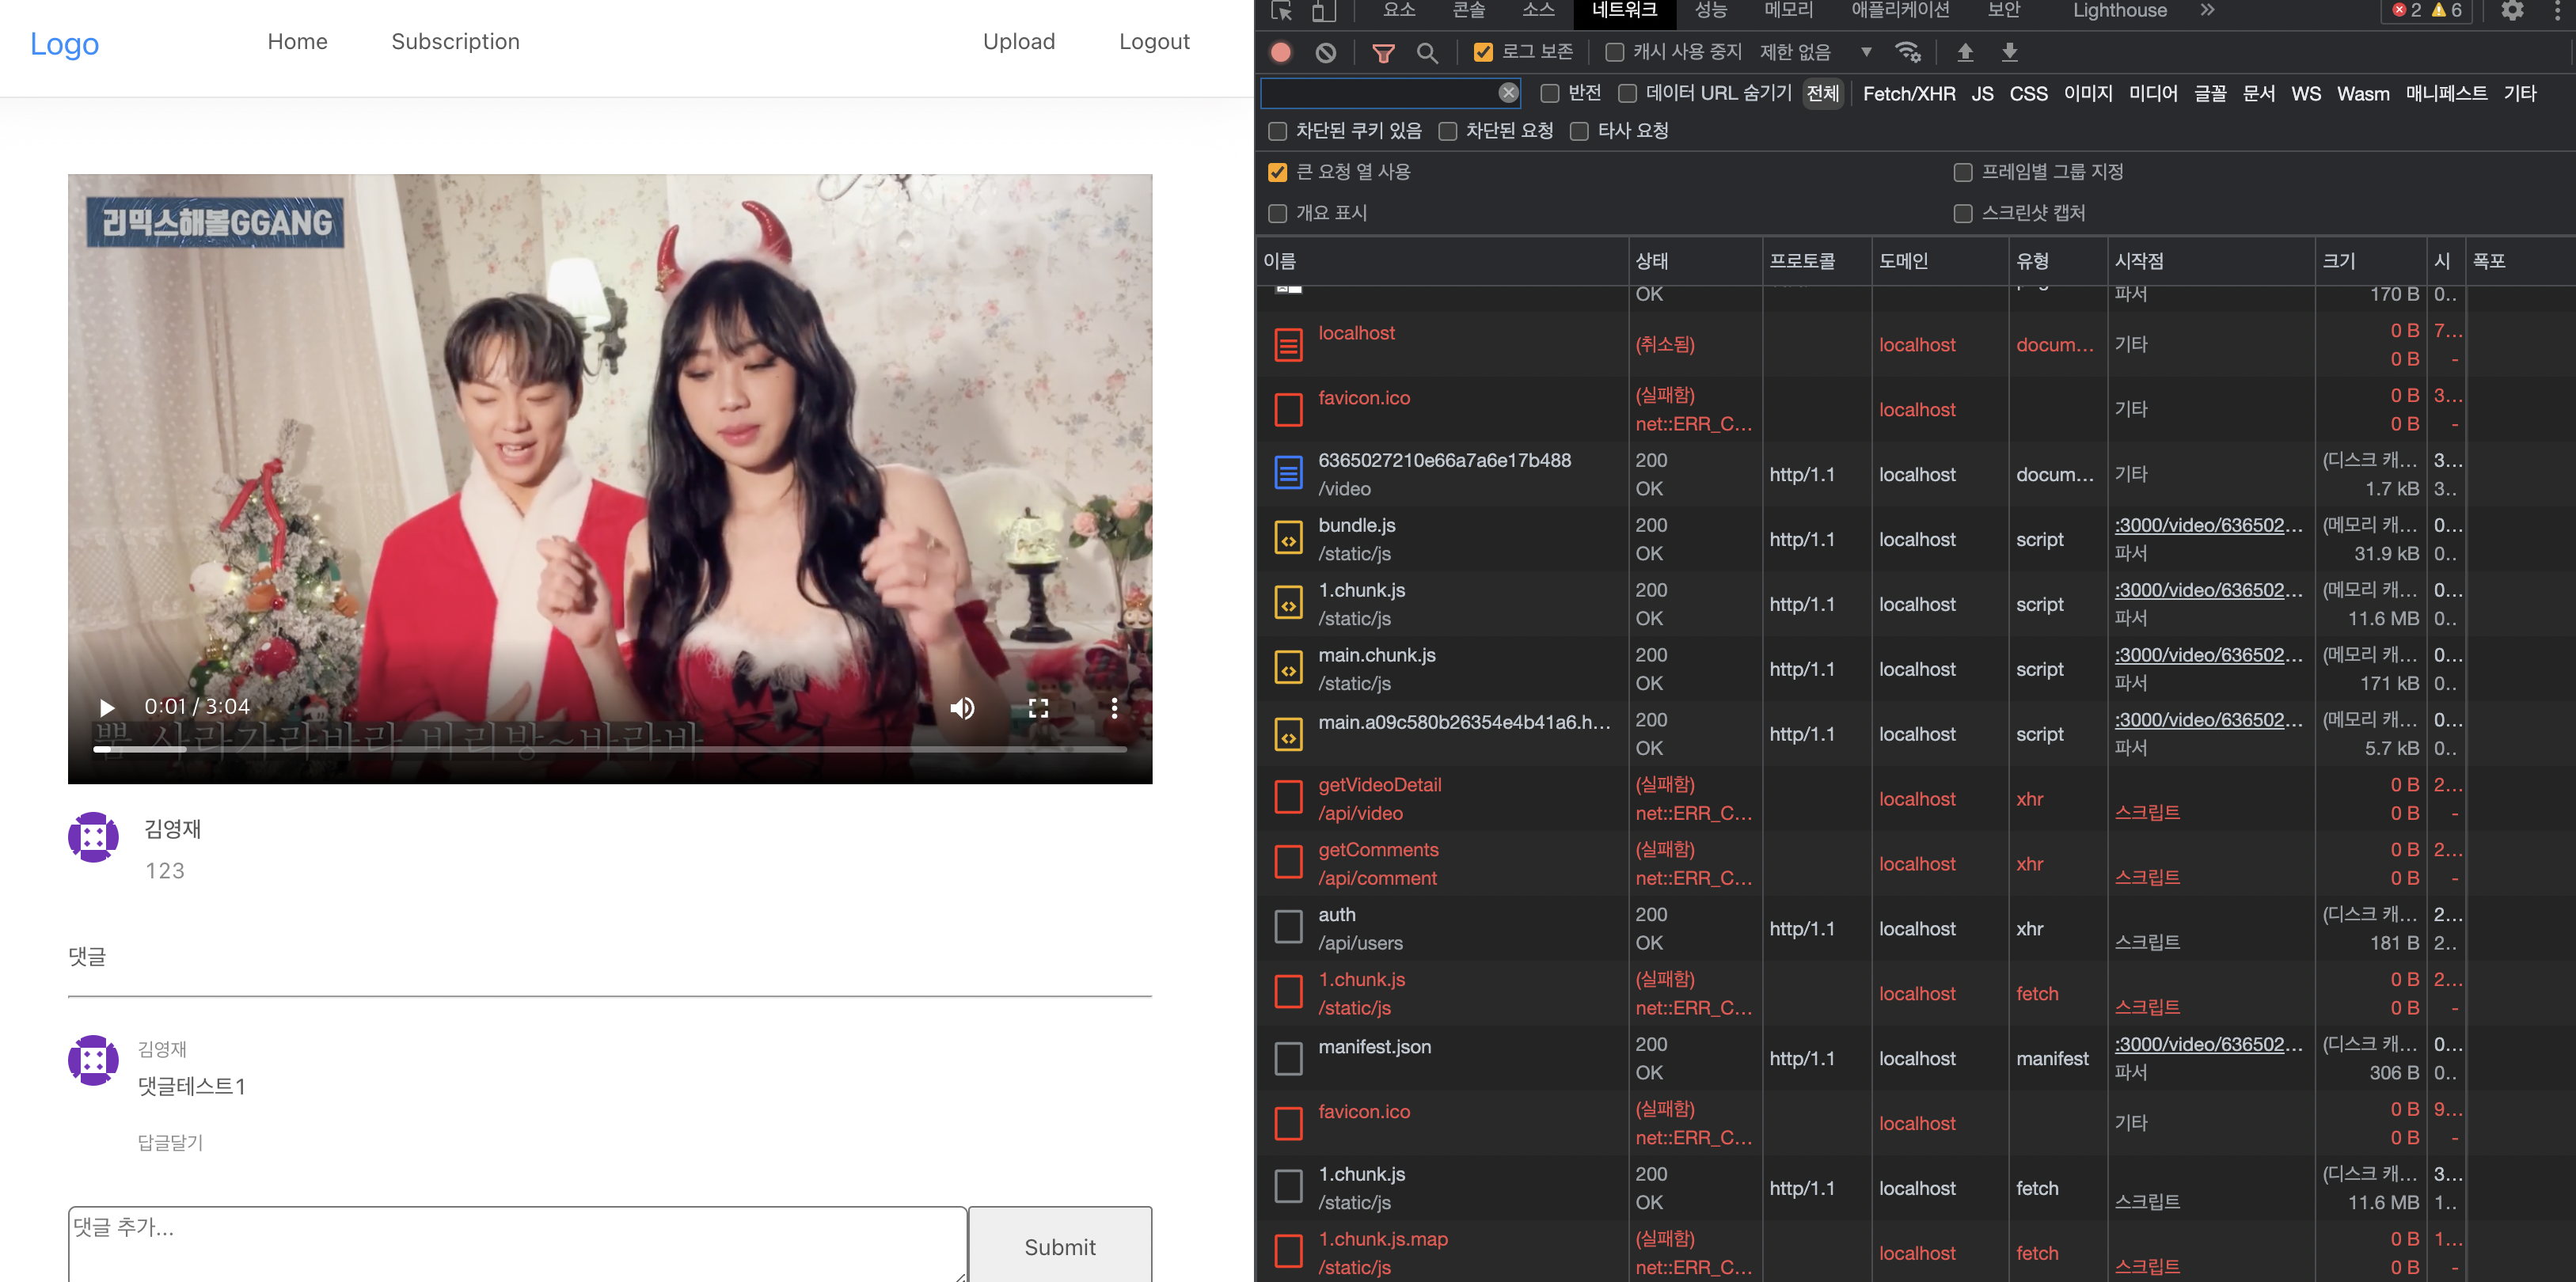 Logo
Home
Subscription
Upload
Logout
리믹스해볼GGANG
0:01 / 3:04
김영재
123
댓글
김영재
댓글테스트1
답글달기
댓글 추가...
Submit
요소 콘솔 소스 네트워크 성능 메모리 애플리케이션 보안 Lighthouse 2 6
로그 보존 캐시 사용 중지 제한 없음
반전 데이터 URL 숨기기 전체 Fetch/XHR JS CSS 이미지 미디어 글꼴 문서 WS Wasm 매니페스트 기타
차단된 쿠키 있음 차단된 요청 타사 요청
큰 요청 열 사용 프레임별 그룹 지정
개요 표시 스크린샷 캡처
이름 상태 프로토콜 도메인 유형 시작점 크기 시 폭포
OK 파서 170 B 0..
localhost (취소됨) localhost docum... 기타 0 B 7...
0 B -
favicon.ico (실패함) localhost 기타 0 B 3...
net::ERR_C... 0 B -
6365027210e66a7a6e17b488 200 http/1.1 localhost docum... 기타 (디스크 캐... 3...
/video OK 1.7 kB 3..
bundle.js 200 http/1.1 localhost script :3000/video/636502... (메모리 캐... 0...
/static/js OK 파서 31.9 kB 0..
1.chunk.js 200 http/1.1 localhost script :3000/video/636502... (메모리 캐... 0...
/static/js OK 파서 11.6 MB 0..
main.chunk.js 200 http/1.1 localhost script :3000/video/636502... (메모리 캐... 0...
/static/js OK 파서 171 kB 0..
main.a09c580b26354e4b41a6.h... 200 http/1.1 localhost script :3000/video/636502... (메모리 캐... 0...
OK 파서 5.7 kB 0..
getVideoDetail (실패함) localhost xhr 0 B 2...
/api/video net::ERR_C... 스크립트 0 B -
getComments (실패함) localhost xhr 0 B 2...
/api/comment net::ERR_C... 스크립트 0 B -
auth 200 http/1.1 localhost xhr (디스크 캐... 2...
/api/users OK 스크립트 181 B 2..
1.chunk.js (실패함) localhost fetch 0 B 2...
/static/js net::ERR_C... 스크립트 0 B -
manifest.json 200 http/1.1 localhost manifest :3000/video/636502... (디스크 캐... 0...
OK 파서 306 B 0..
favicon.ico (실패함) localhost 기타 0 B 9...
net::ERR_C... 0 B -
1.chunk.js 200 http/1.1 localhost fetch (디스크 캐... 3...
/static/js OK 스크립트 11.6 MB 1..
1.chunk.js.map (실패함) localhost fetch 0 B 1...
/static/js net::ERR_C... 스크립트 0 B -